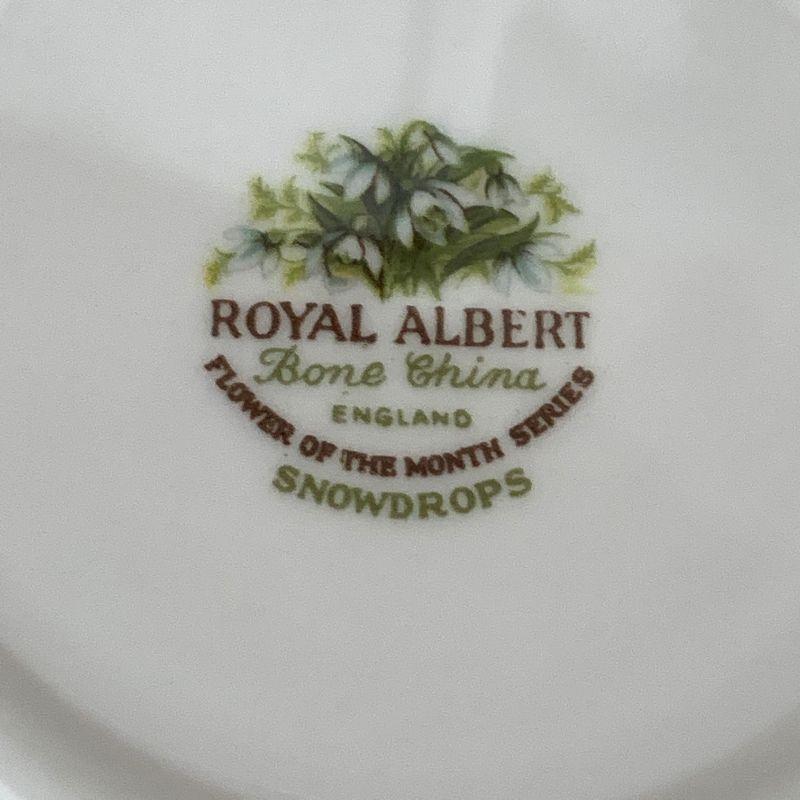 ROYAL ALBERT
Bone China
ENGLAND
FLOWER OF THE MONTH SERIES
SNOWDROPS